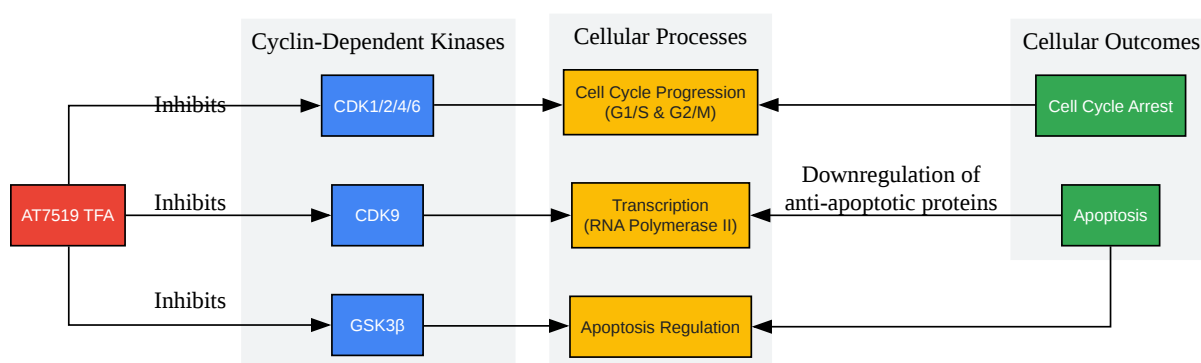 Cyclin-Dependent Kinases
Cellular Processes
Cellular Outcomes
Inhibits
CDK1/2/4/6
Cell Cycle Progression
(G1/S & G2/M)
Cell Cycle Arrest
AT7519 TFA
Inhibits
CDK9
Transcription
(RNA Polymerase II)
Downregulation of
anti-apoptotic proteins
Apoptosis
Inhibits
GSK3β
Apoptosis Regulation